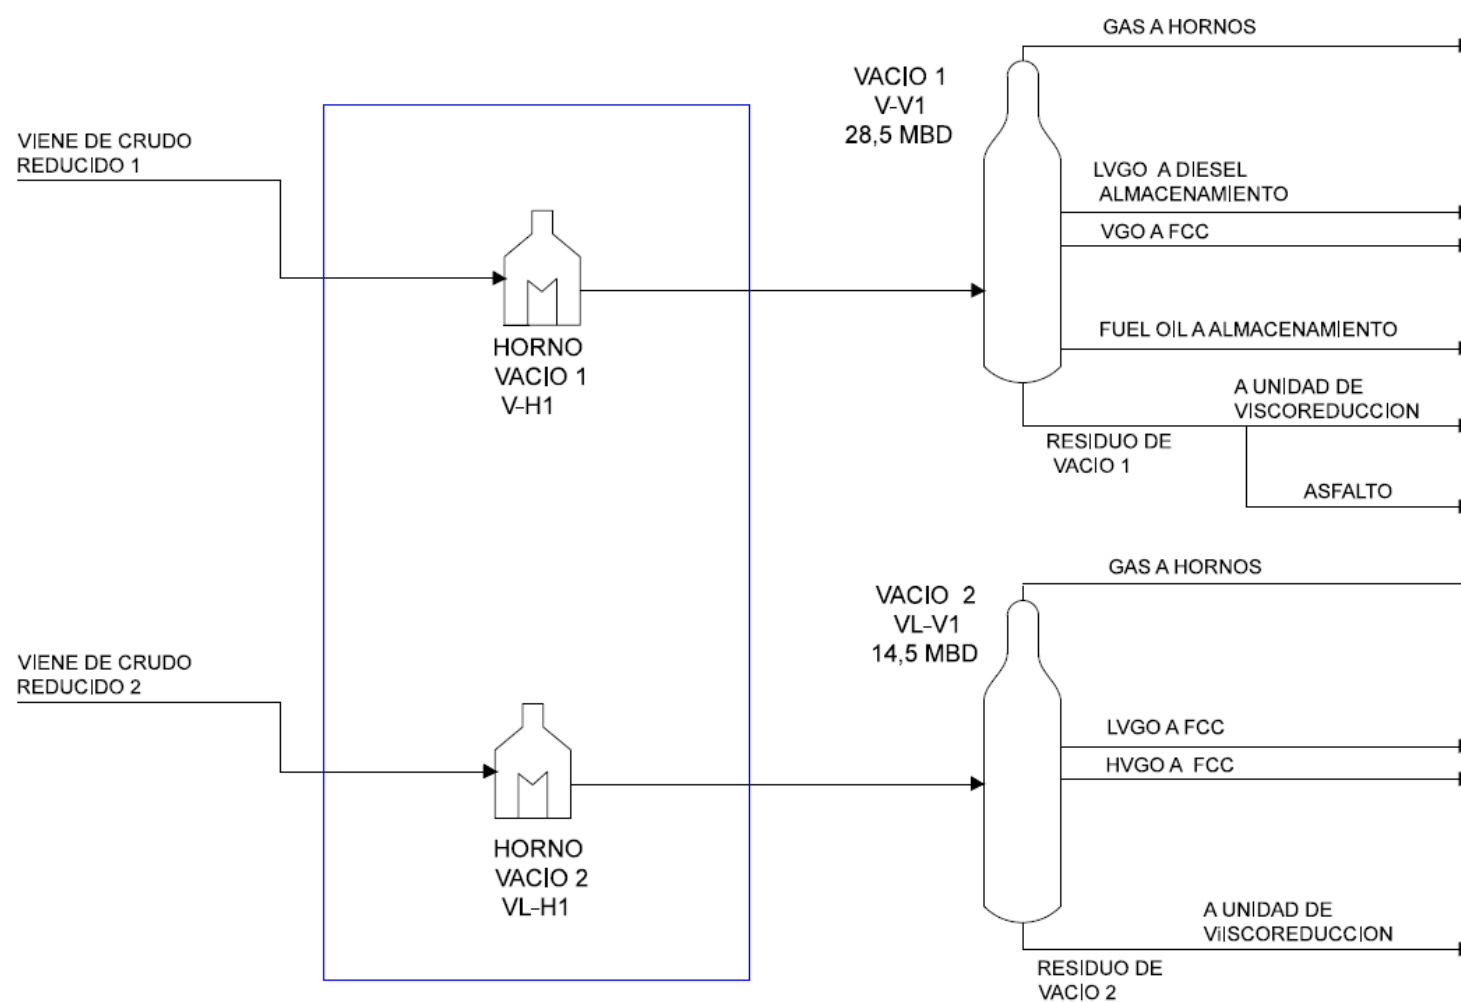 GAS A HORNOS
VACIO 1
V-V1
28,5 MBD
VIENE DE CRUDO
REDUCIDO 1
LVGO A DIESEL
ALMACENAMIENTO
VGO A FCC
HORNO
VACIO 1
V-H1
FUEL OIL A ALMACENAMIENTO
A UNIDAD DE
VISCOREDUCCION
RESIDUO DE
VACIO 1
ASFALTO
GAS A HORNOS
VACIO 2
VL-V1
14,5 MBD
VIENE DE CRUDO
REDUCIDO 2
LVGO A FCC
HVGO A FCC
HORNO
VACIO 2
VL-H1
A UNIDAD DE
ViISCOREDUCCION
RESIDUO DE
VACIO 2